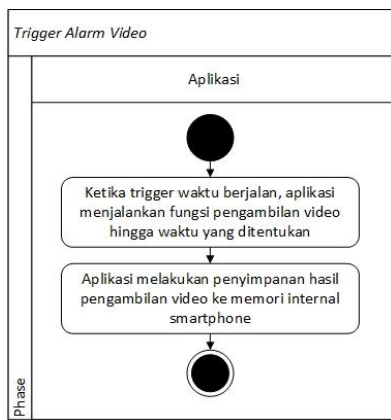 Trigger Alarm Video
Aplikasi
Ketika trigger waktu berjalan, aplikasi
menjalankan fungsi pengambilan video
hingga waktu yang ditentukan
Aplikasi melakukan penyimpanan hasil
pengambilan video ke memori internal
smartphone
Phase